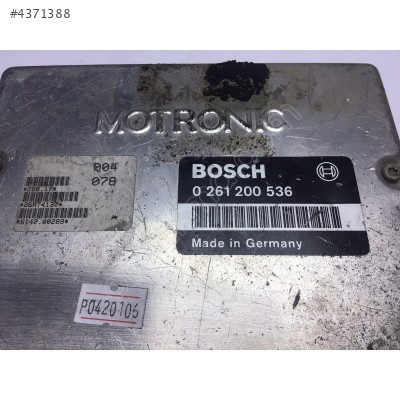 #4371388
MOTRONIC
004
078
BOSCH
0 261 200 536
Made in Germany
P0420106